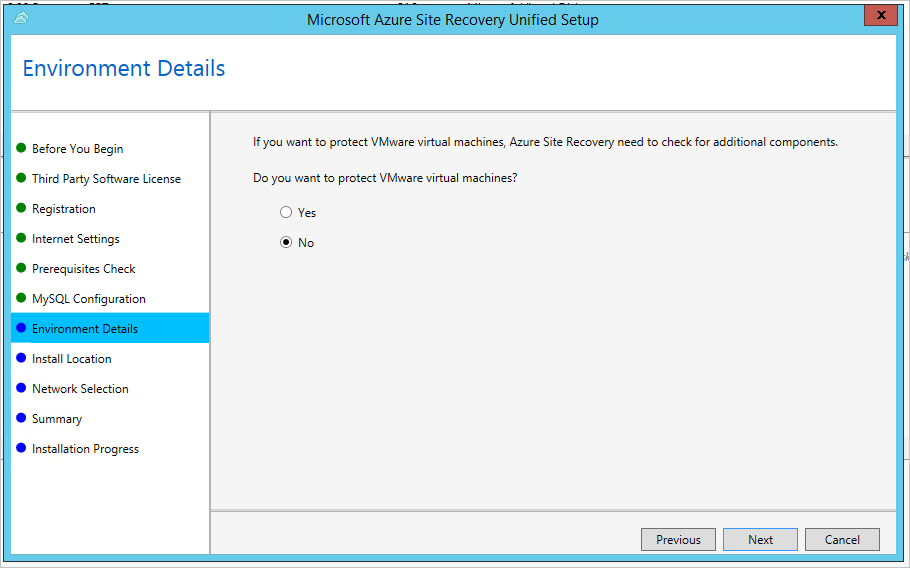 Microsoft Azure Site Recovery Unified Setup
x
Environment Details
Before You Begin
Third Party Software License
Registration
Internet Settings
Prerequisites Check
MySQL Configuration
Environment Details
Install Location
Network Selection
Summary
Installation Progress
If you want to protect VMware virtual machines, Azure Site Recovery need to check for additional components.
Do you want to protect VMware virtual machines?
Yes
No
Previous
Next
Cancel